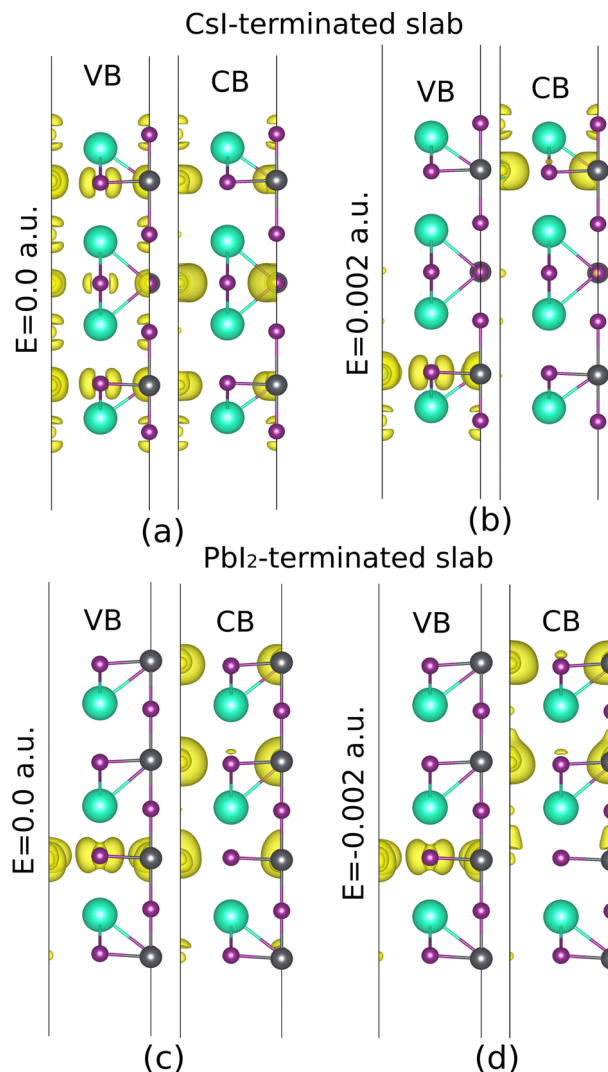 CsI-terminated slab
VB
CB
E=0.0 a.u.
(a)
VB
CB
E=0.002 a.u.
(b)
PbI₂-terminated slab
VB
CB
E=0.0 a.u.
(c)
VB
CB
E=-0.002 a.u.
(d)